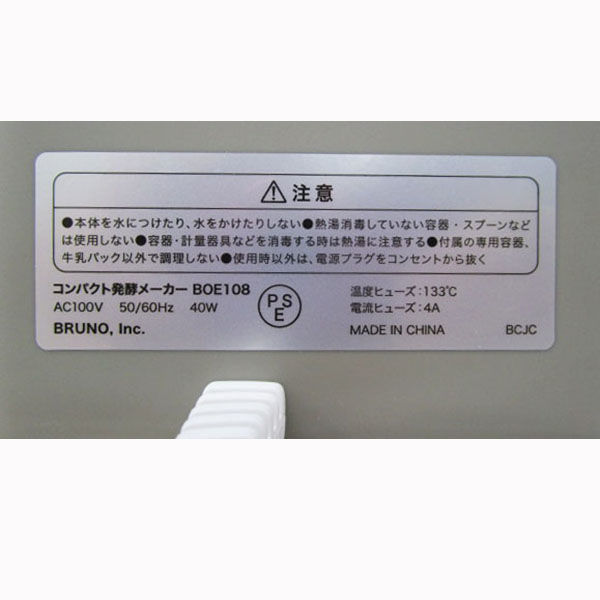 ⚠注意
●本体を水につけたり、水をかけたりしない●熱湯消毒していない容器・スプーンなど
は使用しない●容器・計量器具などを消毒する時は熱湯に注意する●付属の専用容器、
牛乳パック以外で調理しない●使用時以外は、電源プラグをコンセントから抜く
コンパクト発酵メーカー BOE108
AC100V 50/60Hz 40W
BRUNO, Inc.
PSE
温度ヒューズ：133℃
電流ヒューズ：4A
MADE IN CHINA BCJC